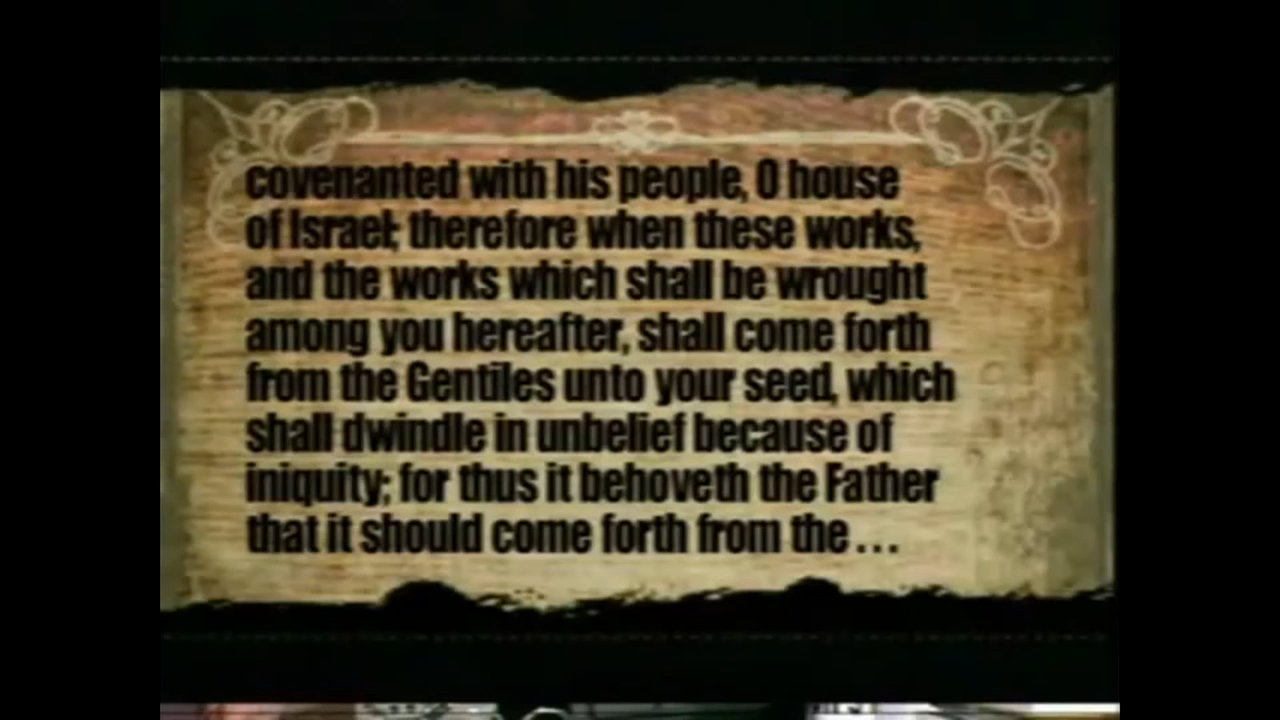 covenanted with his people, O house
of Israel; therefore when these works,
and the works which shall be wrought
among you hereafter, shall come forth
from the Gentiles unto your seed, which
shall dwindle in unbelief because of
iniquity; for thus it behoveth the Father
that it should come forth from the . . .